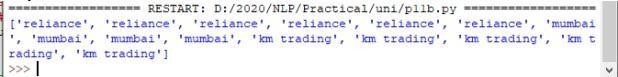 =================== RESTART: D:/2020/NLP/Practical/uni/p11b.py ===================
['reliance', 'reliance', 'reliance', 'reliance', 'reliance', 'reliance', 'mumbai
', 'mumbai', 'mumbai', 'mumbai', 'km trading', 'km trading', 'km trading', 'km t
rading', 'km trading']
>>>